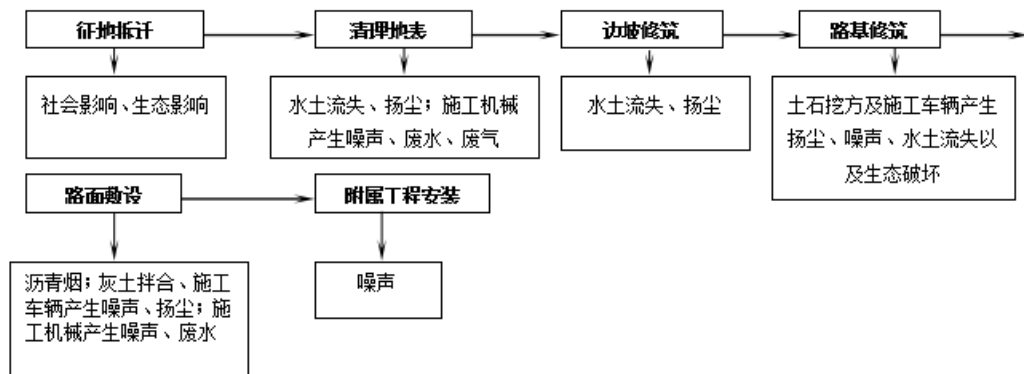 征地拆迁
清理地表
边坡修筑
路基修筑
社会影响、生态影响
水土流失、扬尘；施工机械
产生噪声、废水、废气
水土流失、扬尘
土石挖方及施工车辆产生
扬尘、噪声、水土流失以
及生态破坏
路面敷设
附属工程安装
沥青烟；灰土拌合、施工
车辆产生噪声、扬尘；施
工机械产生噪声、废水
噪声